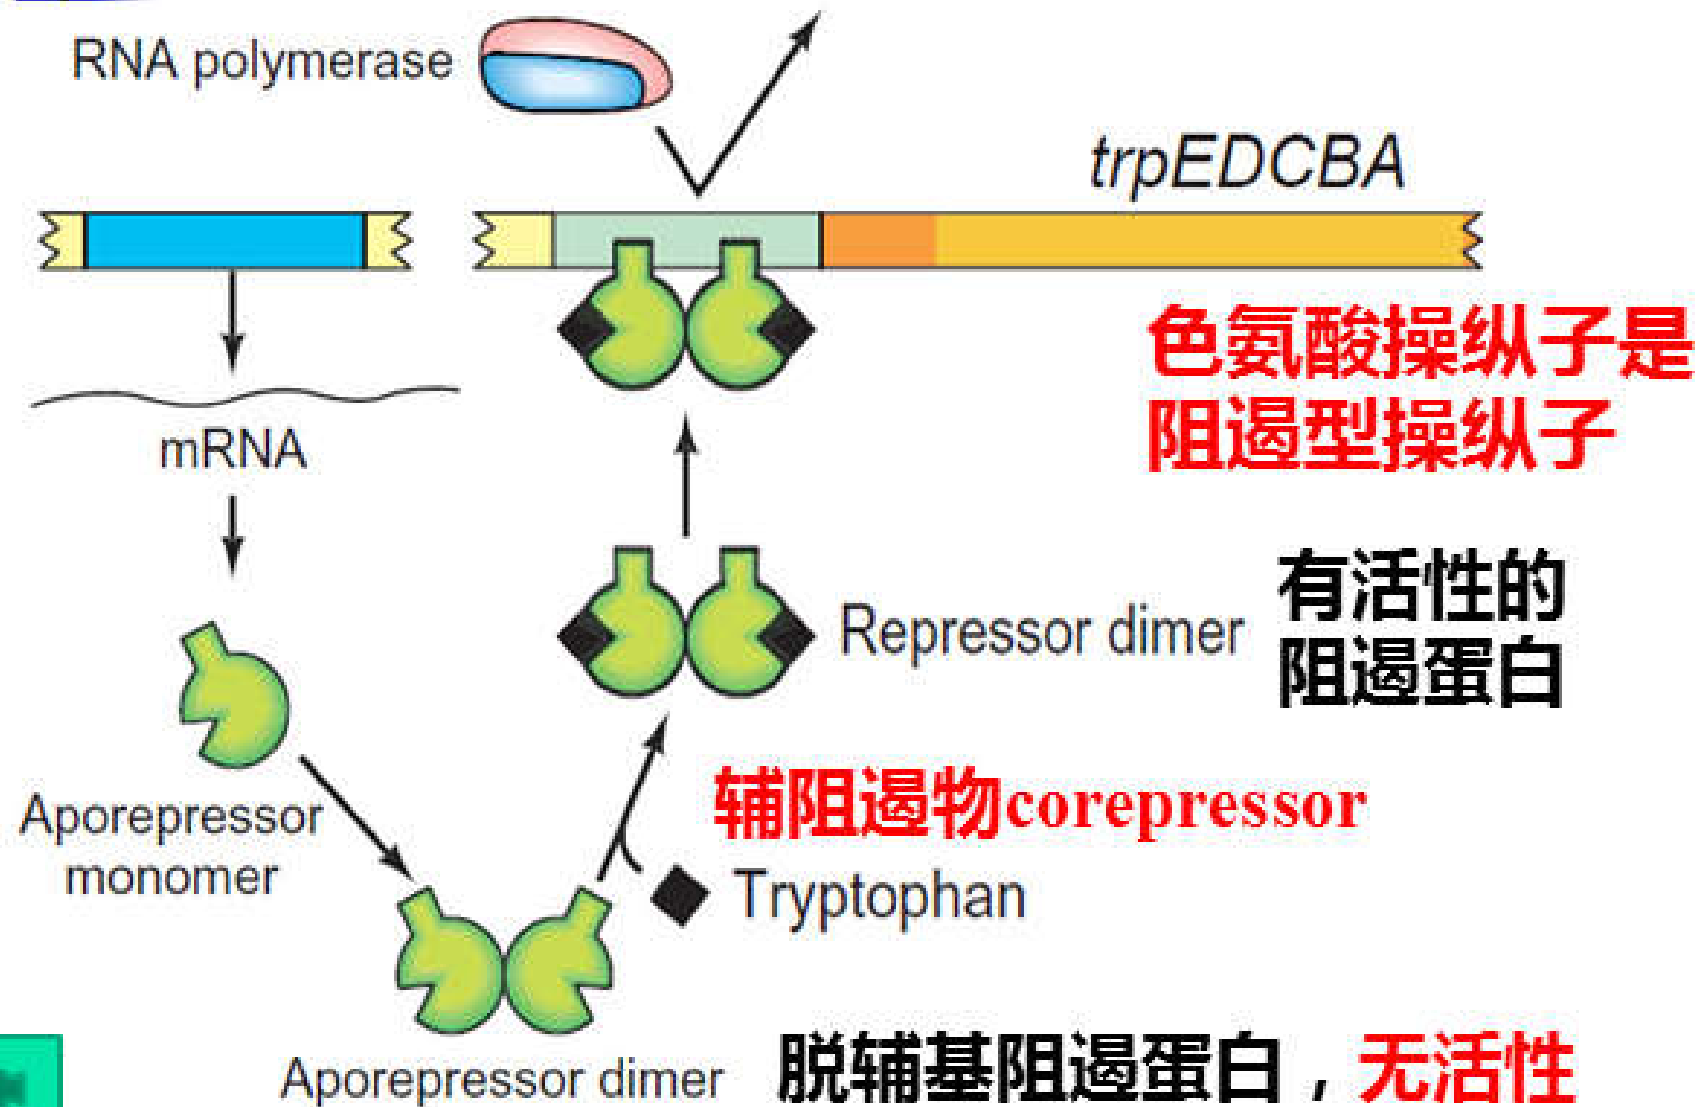 RNA polymerase
trpEDCBA
色氨酸操纵子是
阻遏型操纵子
mRNA
Repressor dimer
有活性的
阻遏蛋白
Aporepressor
monomer
辅阻遏物corepressor
Tryptophan
Aporepressor dimer
脱辅基阻遏蛋白，无活性